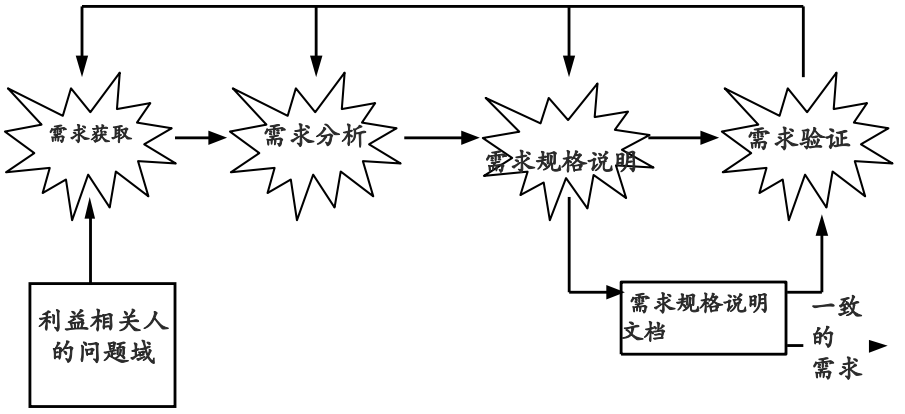 需求获取
需求分析
需求规格说明
需求验证
利益相关人
的问题域
需求规格说明
文档
一致
的
需求